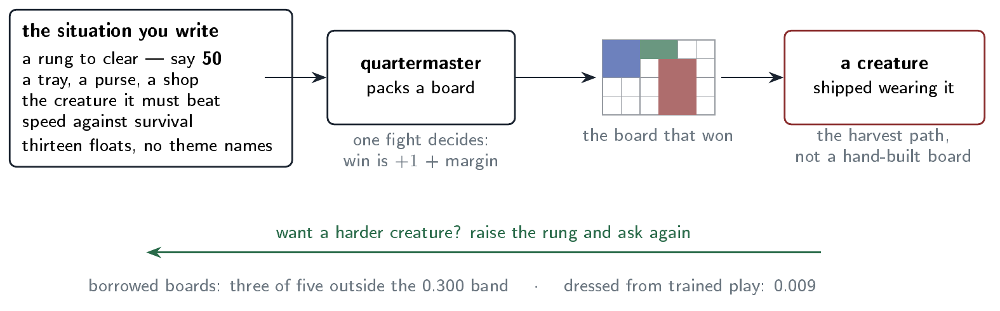 the situation you write
a rung to clear — say 50
a tray, a purse, a shop
the creature it must beat
speed against survival
thirteen floats, no theme names
quartermaster
packs a board
one fight decides:
win is +1 + margin
the board that won
a creature
shipped wearing it
the harvest path,
not a hand-built board
want a harder creature? raise the rung and ask again
borrowed boards: three of five outside the 0.300 band · dressed from trained play: 0.009